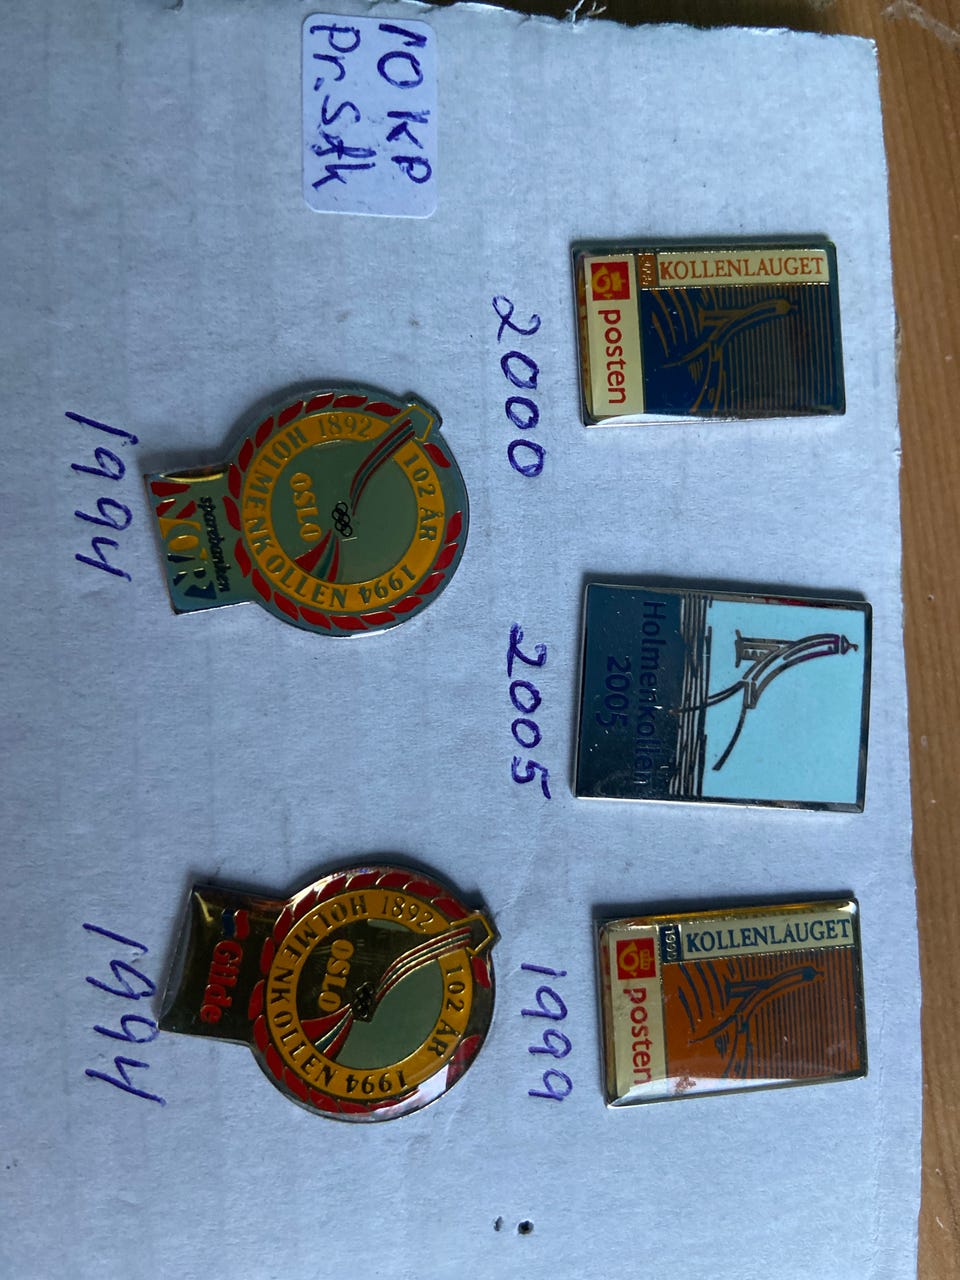 KOLLENLAUGET
posten
Holmenkollen
2005
KOLLENLAUGET
1999
posten
2000
2005
1999
10 kr
Pr. Stk
HOLMENKOLLEN
1892
102 ÅR
1994
OSLO
sparebanken
NOR
HOLMENKOLLEN
1892
102 ÅR
1994
OSLO
Gilde
1994
1994